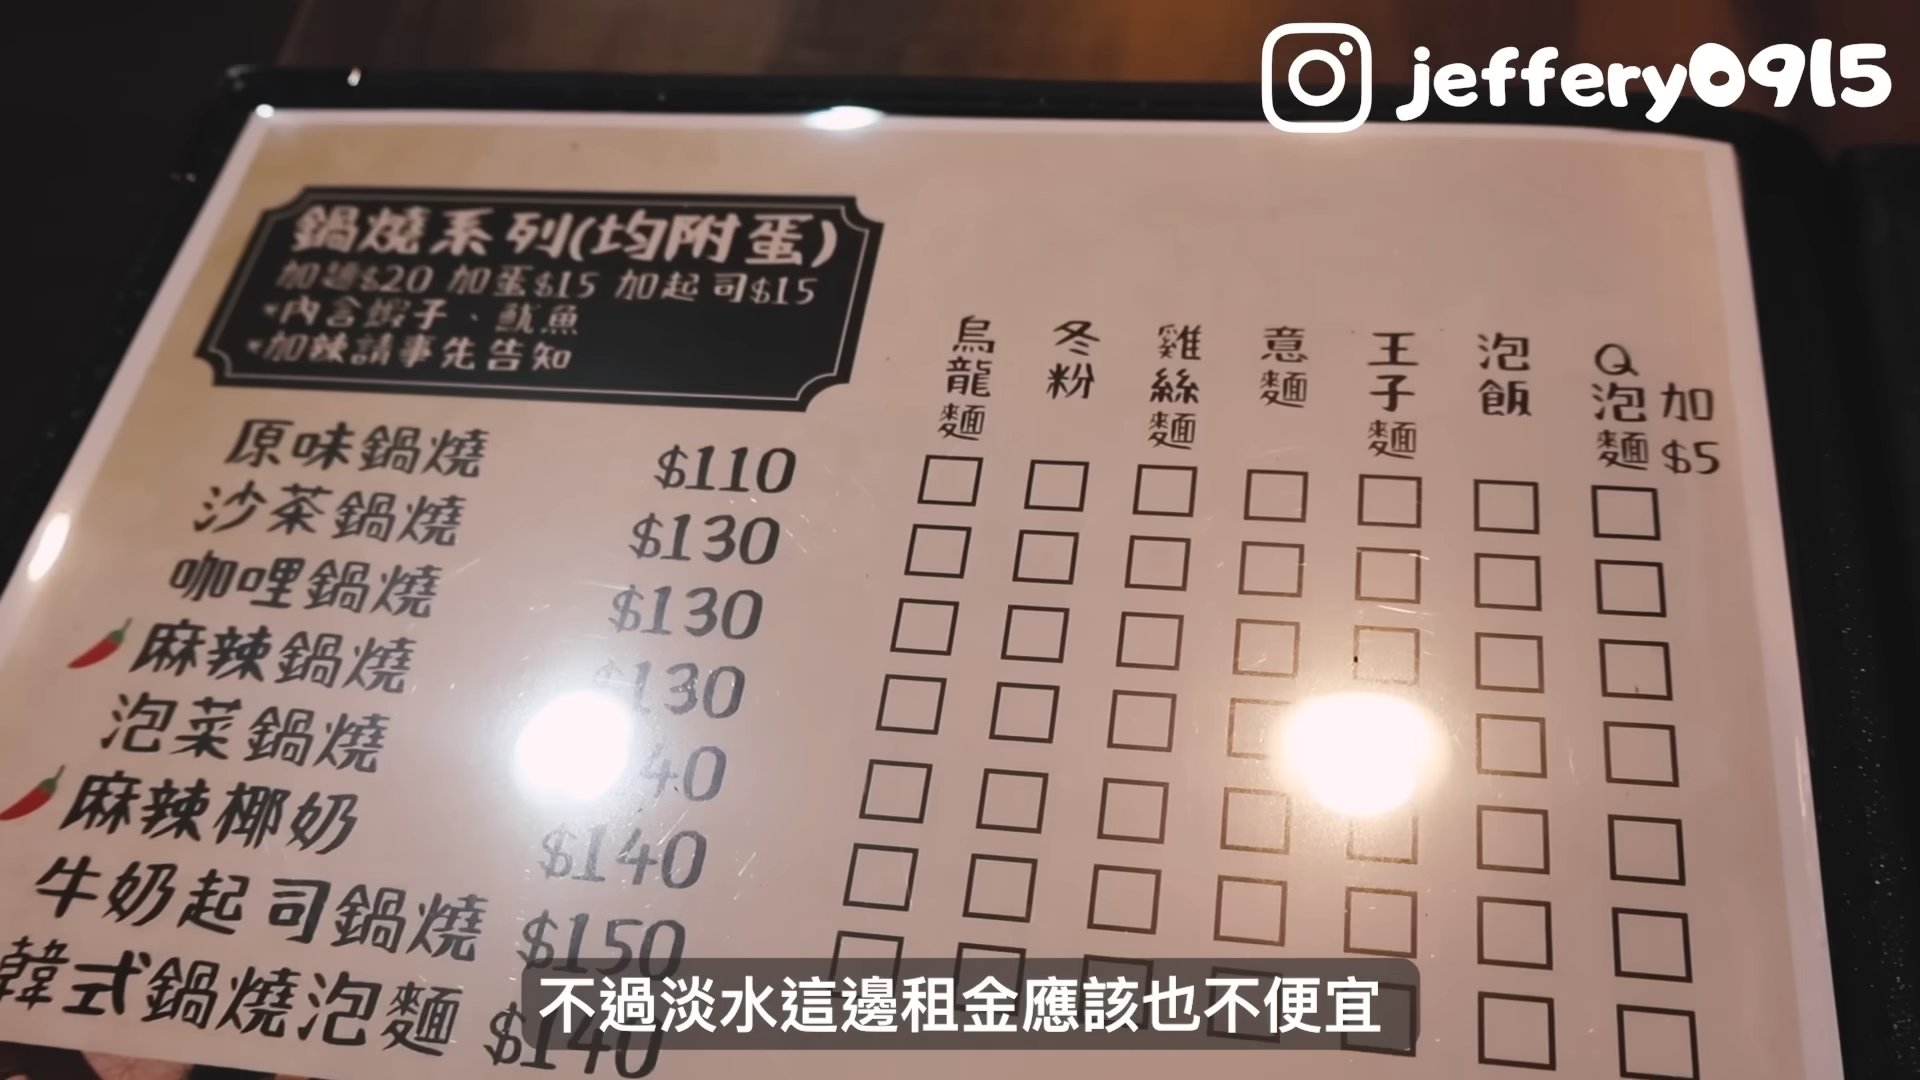 jeffery0915
鍋燒系列(均附蛋)
加麵$20 加蛋$15 加起司$15
*內含蝦子、魷魚
*加辣請事先告知
烏龍麵
冬粉
雞絲麵
意麵
王子麵
泡飯
Q泡麵 加$5
原味鍋燒 $110
沙茶鍋燒 $130
咖哩鍋燒 $130
麻辣鍋燒 $130
泡菜鍋燒 40
麻辣椰奶 $140
牛奶起司鍋燒 $150
韓式鍋燒泡麵 $140
不過淡水這邊租金應該也不便宜